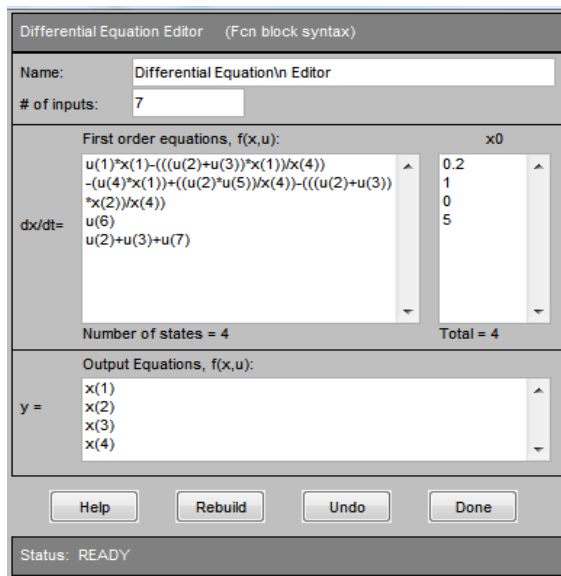 Differential Equation Editor (Fcn block syntax)
Name: Differential Equation\n Editor
# of inputs: 7
First order equations, f(x,u): x0
dx/dt=
u(1)*x(1)-(((u(2)+u(3))*x(1))/x(4)) 0.2
-(u(4)*x(1))+((u(2)*u(5))/x(4))-(((u(2)+u(3)) 1
*x(2))/x(4)) 0
u(6) 5
u(2)+u(3)+u(7)
Number of states = 4 Total = 4
Output Equations, f(x,u):
y =
x(1)
x(2)
x(3)
x(4)
Help Rebuild Undo Done
Status: READY